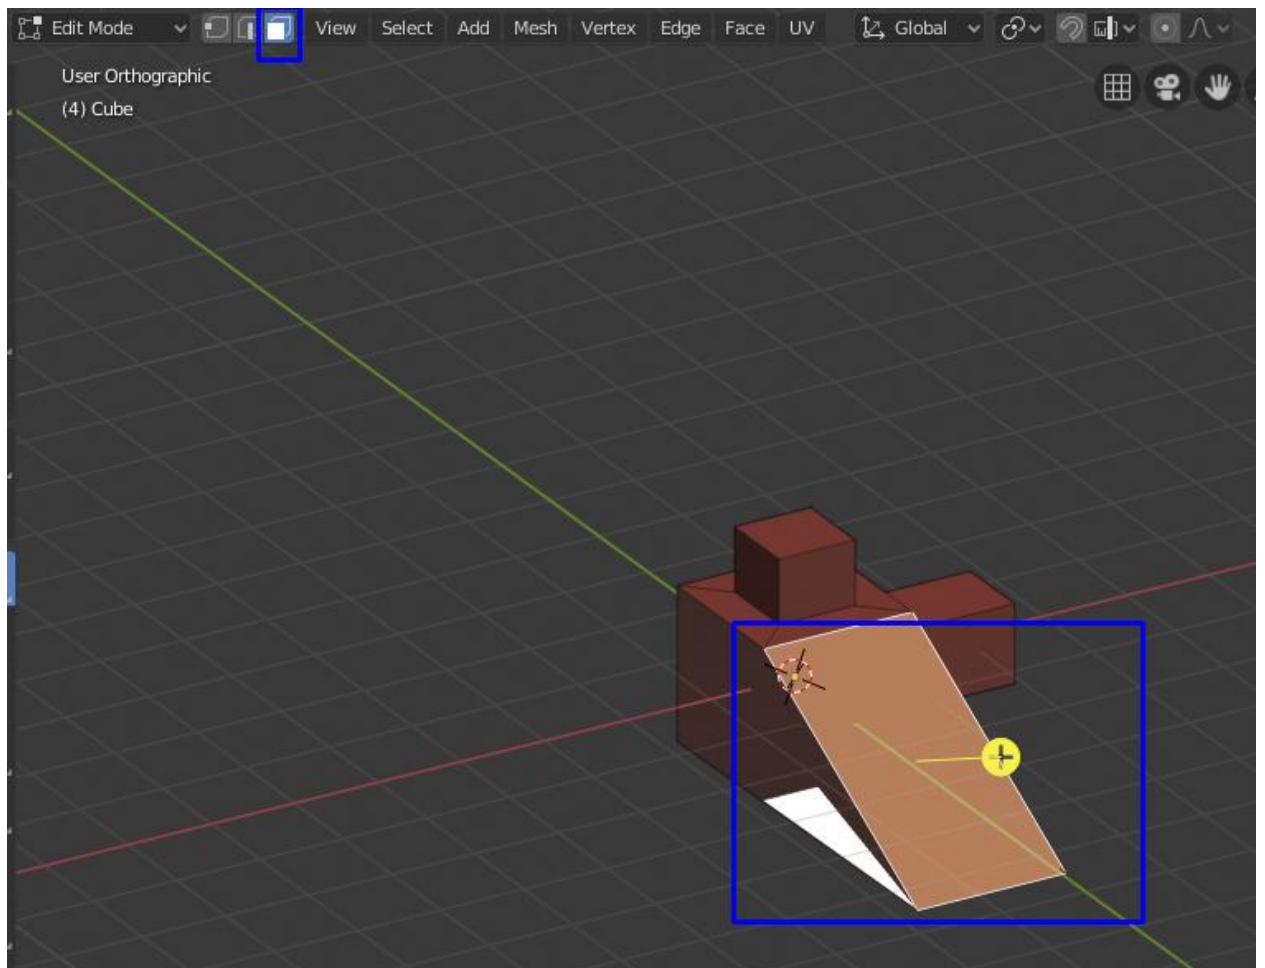 Edit Mode View Select Add Mesh Vertex Edge Face UV Global
User Orthographic
(4) Cube